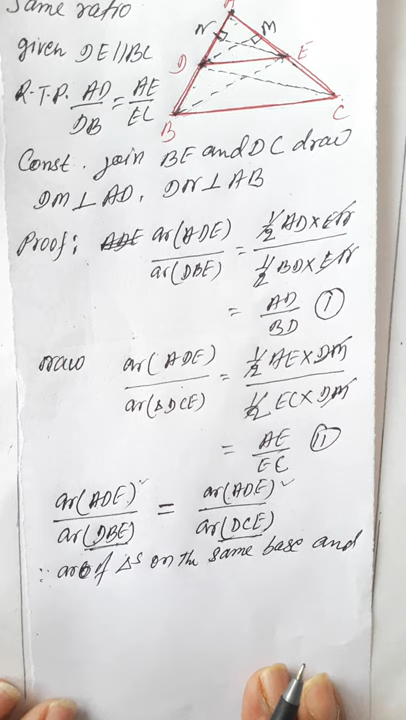 Same ratio
given DE||BC
R.T.P. AD/DB = AE/EC
A
N
M
D
E
B
C
Const. join BE and DC draw
DM ⊥ AD, DN ⊥ AB
Proof: ar(ADE)/ar(DBE) = 1/2 AD × EN / 1/2 BD × EN
= AD/BD (I)
now ar(ADE)/ar(ΔDCE) = 1/2 AE × DM / 1/2 EC × DM
= AE/EC (II)
ar(ADE)/ar(DBE) = ar(ADE)/ar(DCE)
∵ ar of Δs on the same base and